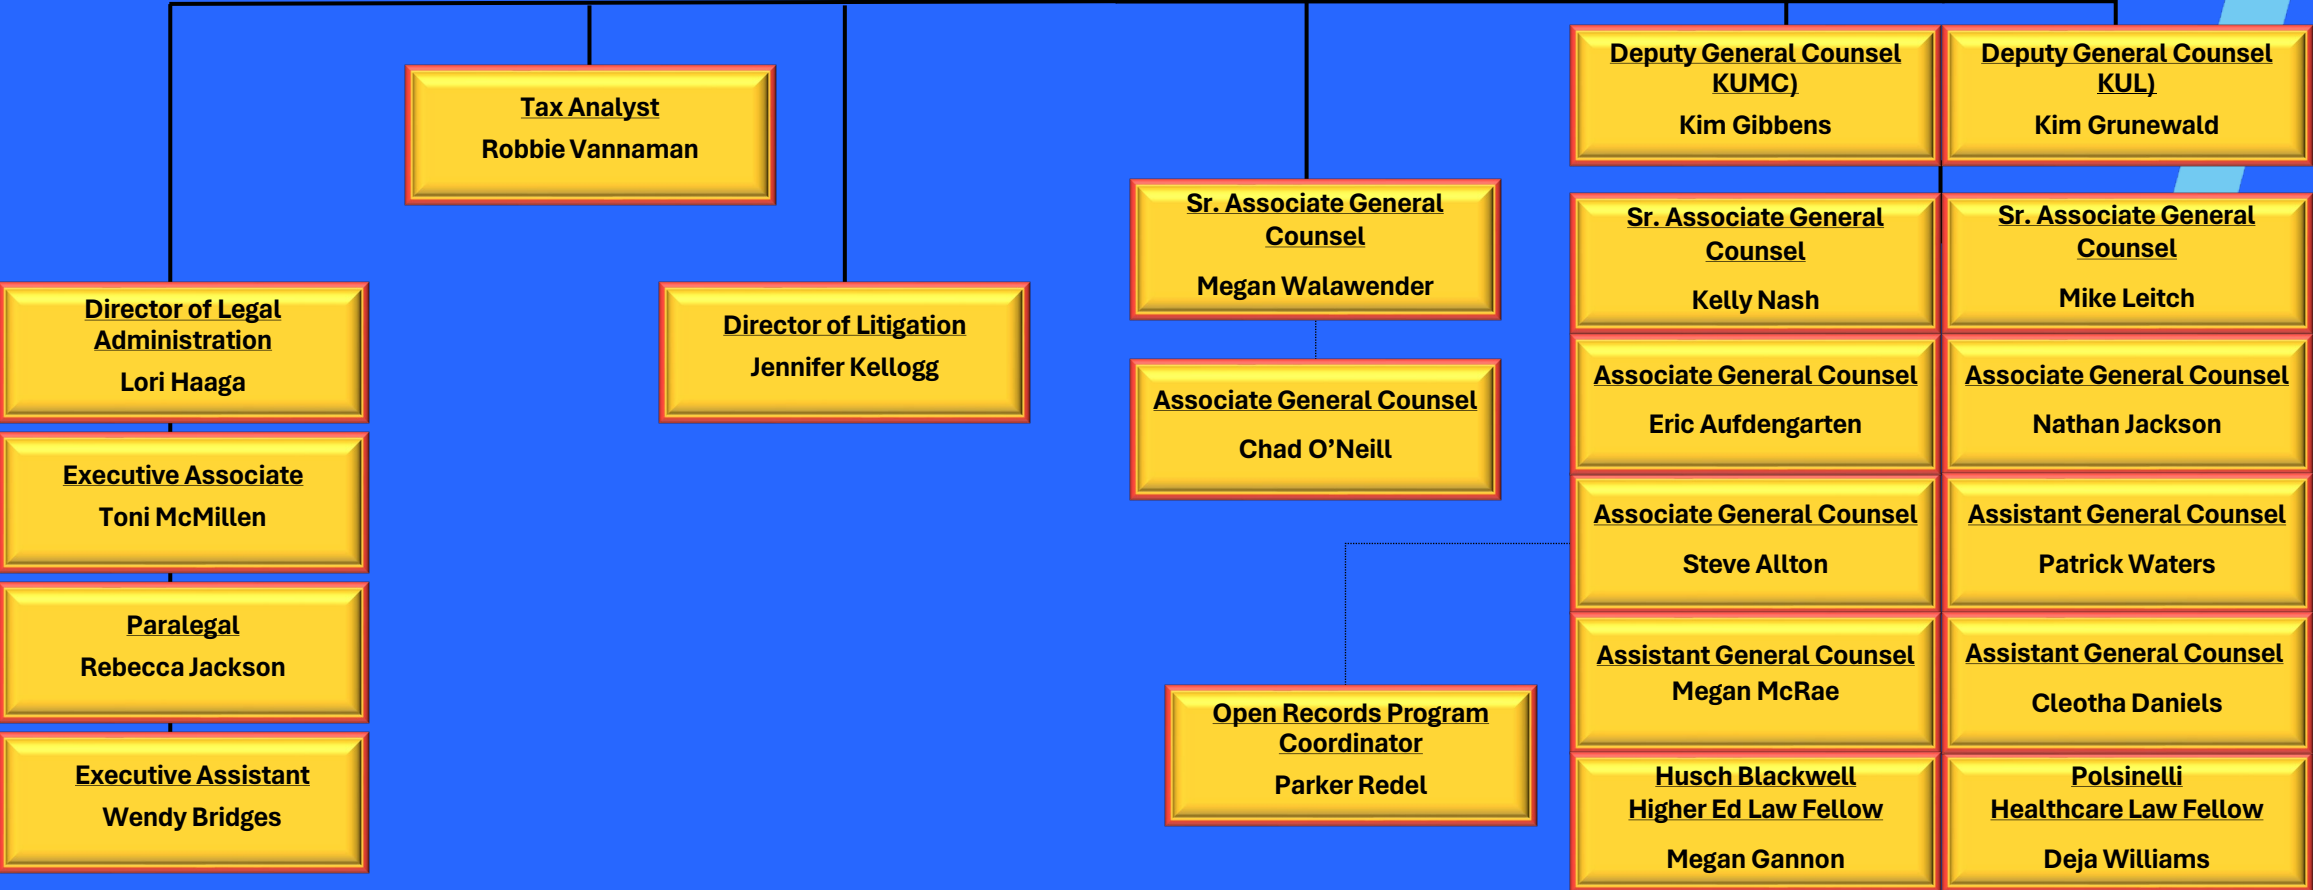 Deputy General Counsel
KUMC)
Kim Gibbens
Deputy General Counsel
KUL)
Kim Grunewald
Tax Analyst
Robbie Vannaman
Sr. Associate General
Counsel
Megan Walawender
Sr. Associate General
Counsel
Kelly Nash
Sr. Associate General
Counsel
Mike Leitch
Director of Legal
Administration
Lori Haaga
Director of Litigation
Jennifer Kellogg
Associate General Counsel
Chad O’Neill
Associate General Counsel
Eric Aufdengarten
Associate General Counsel
Nathan Jackson
Executive Associate
Toni McMillen
Associate General Counsel
Steve Allton
Assistant General Counsel
Patrick Waters
Paralegal
Rebecca Jackson
Assistant General Counsel
Megan McRae
Assistant General Counsel
Cleotha Daniels
Open Records Program
Coordinator
Parker Redel
Executive Assistant
Wendy Bridges
Husch Blackwell
Higher Ed Law Fellow
Megan Gannon
Polsinelli
Healthcare Law Fellow
Deja Williams